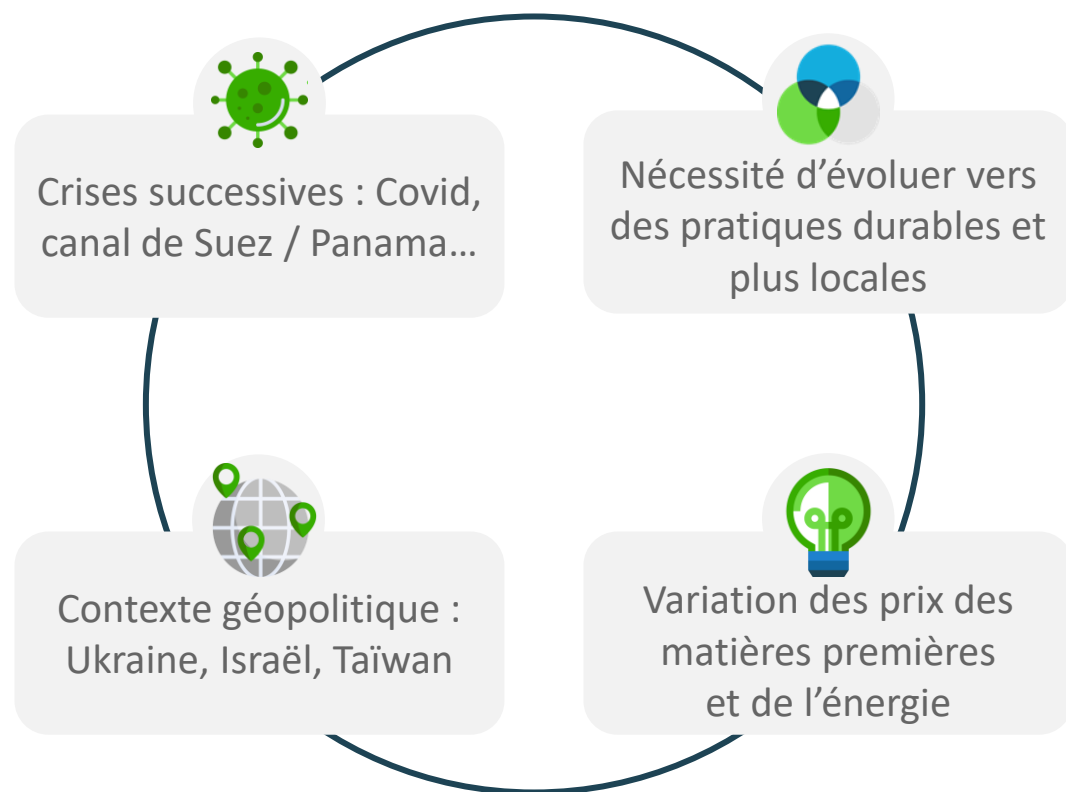 Crises successives : Covid,
canal de Suez / Panama…
Nécessité d’évoluer vers
des pratiques durables et
plus locales
Contexte géopolitique :
Ukraine, Israël, Taïwan
Variation des prix des
matières premières
et de l’énergie